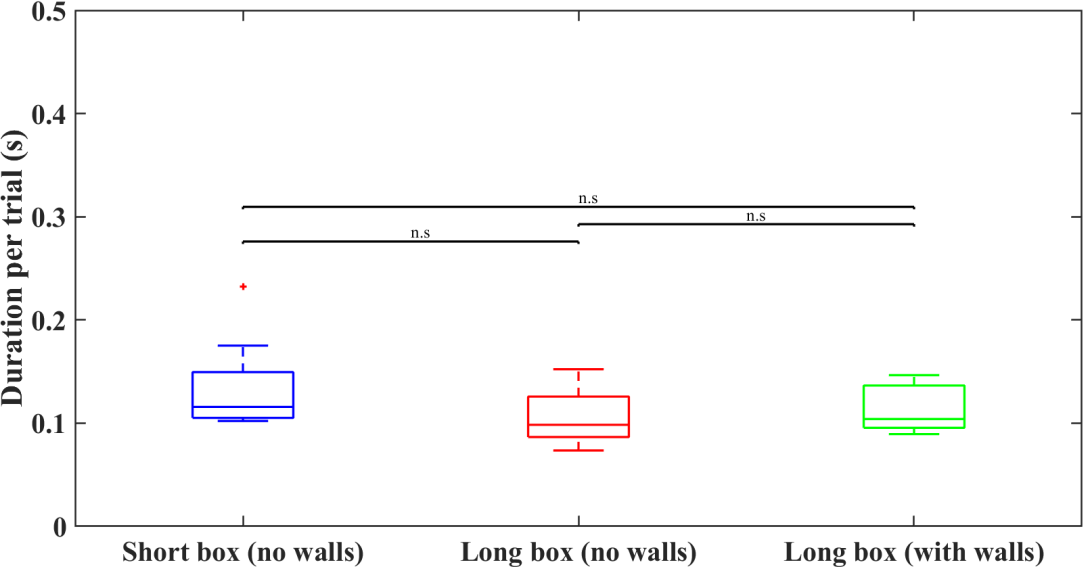 0.5
0.4
0.3
0.2
0.1
0
Duration per trial (s)
n.s
n.s
n.s
Short box (no walls)
Long box (no walls)
Long box (with walls)